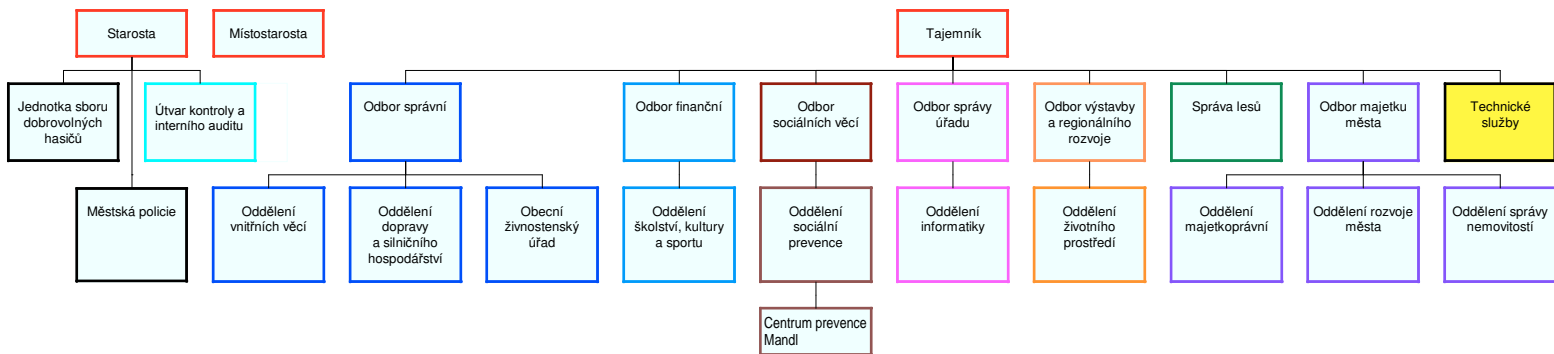 Starosta
Místostarosta
Tajemník
Jednotka sboru
dobrovolných
hasičů
Útvar kontroly a
interního auditu
Odbor správní
Odbor finanční
Odbor
sociálních věcí
Odbor správy
úřadu
Odbor výstavby
a regionálního
rozvoje
Správa lesů
Odbor majetku
města
Technické
služby
Městská policie
Oddělení
vnitřních věcí
Oddělení
dopravy
a silničního
hospodářství
Obecní
živnostenský
úřad
Oddělení
školství, kultury
a sportu
Oddělení
sociální
prevence
Oddělení
informatiky
Oddělení
životního
prostředí
Oddělení
majetkoprávní
Oddělení rozvoje
města
Oddělení správy
nemovitostí
Centrum prevence
Mandl